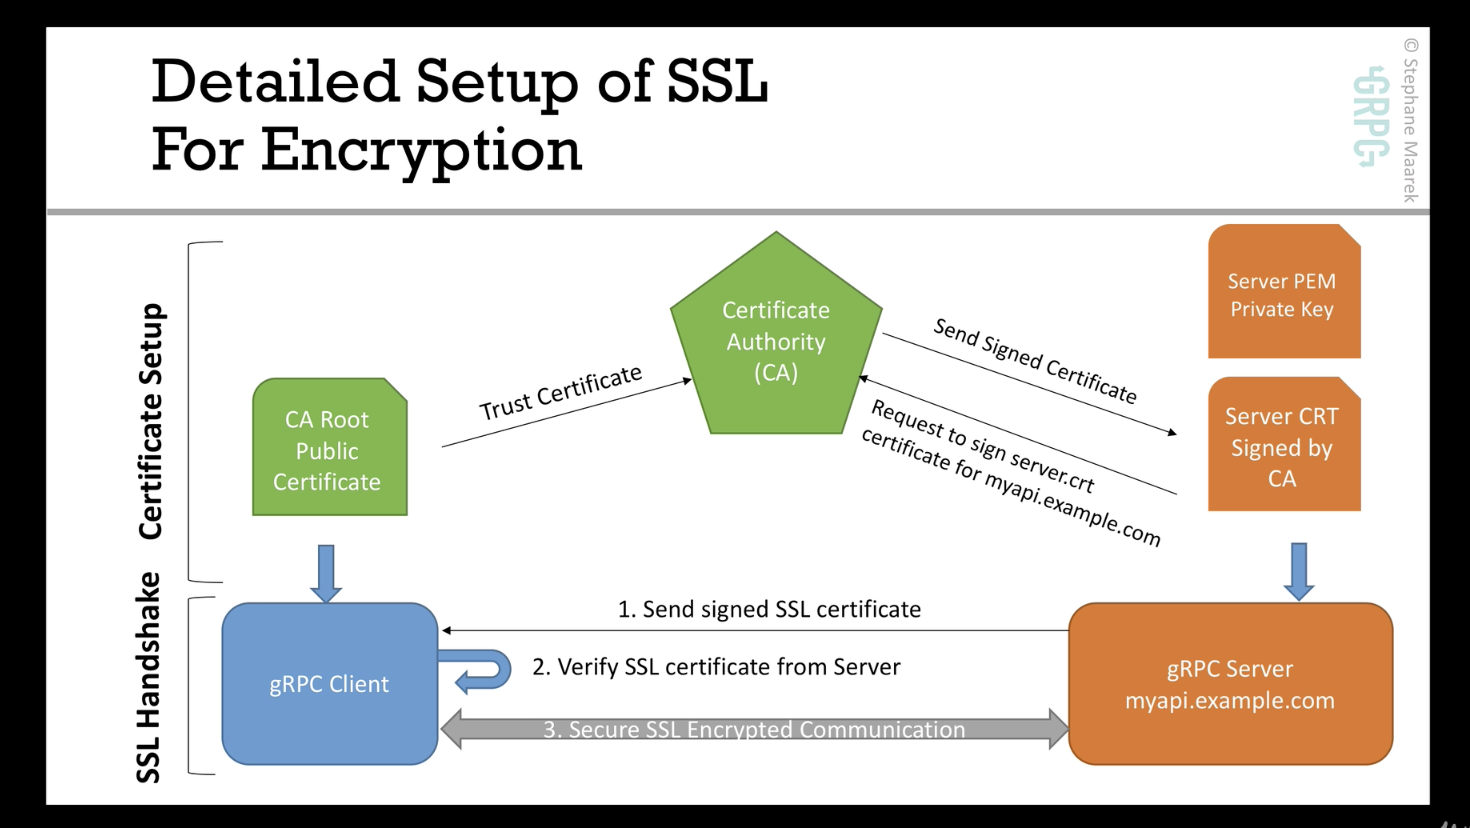 Detailed Setup of SSL
For Encryption
© Stephane Maarek
GRPC
Certificate Setup
CA Root
Public
Certificate
Trust Certificate
Certificate
Authority
(CA)
Send Signed Certificate
Request to sign server.crt
certificate for myapi.example.com
Server PEM
Private Key
Server CRT
Signed by
CA
SSL Handshake
gRPC Client
1. Send signed SSL certificate
2. Verify SSL certificate from Server
3. Secure SSL Encrypted Communication
gRPC Server
myapi.example.com